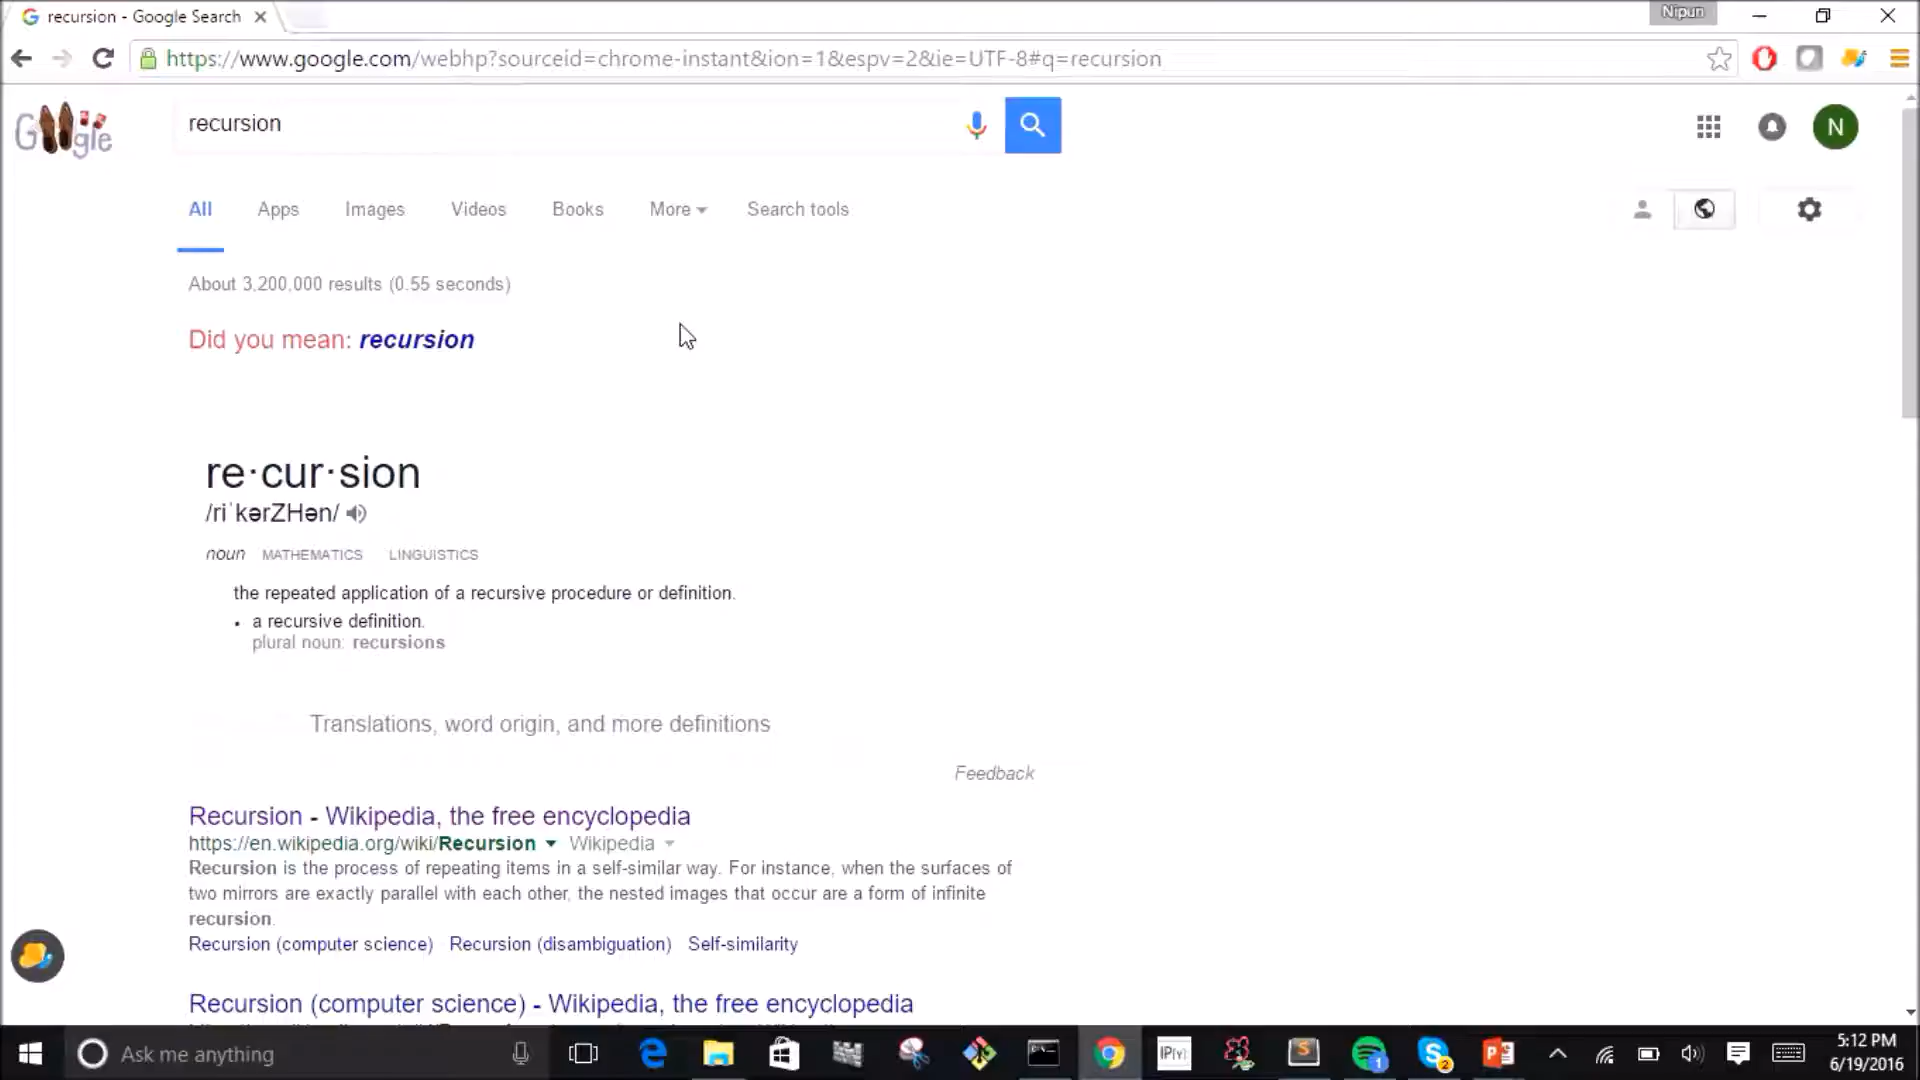 recursion - Google Search
Nipun
https://www.google.com/webhp?sourceid=chrome-instant&ion=1&espv=2&ie=UTF-8#q=recursion
Google
recursion
N
All Apps Images Videos Books More Search tools
About 3,200,000 results (0.55 seconds)
Did you mean: recursion
re·cur·sion
/riˈkərZHən/
noun MATHEMATICS LINGUISTICS
the repeated application of a recursive procedure or definition.
• a recursive definition.
plural noun: recursions
Translations, word origin, and more definitions
Feedback
Recursion - Wikipedia, the free encyclopedia
https://en.wikipedia.org/wiki/Recursion Wikipedia
Recursion is the process of repeating items in a self-similar way. For instance, when the surfaces of
two mirrors are exactly parallel with each other, the nested images that occur are a form of infinite
recursion.
Recursion (computer science) Recursion (disambiguation) Self-similarity
Recursion (computer science) - Wikipedia, the free encyclopedia
Ask me anything
IP[y]
S
1
2
P
5:12 PM
6/19/2016